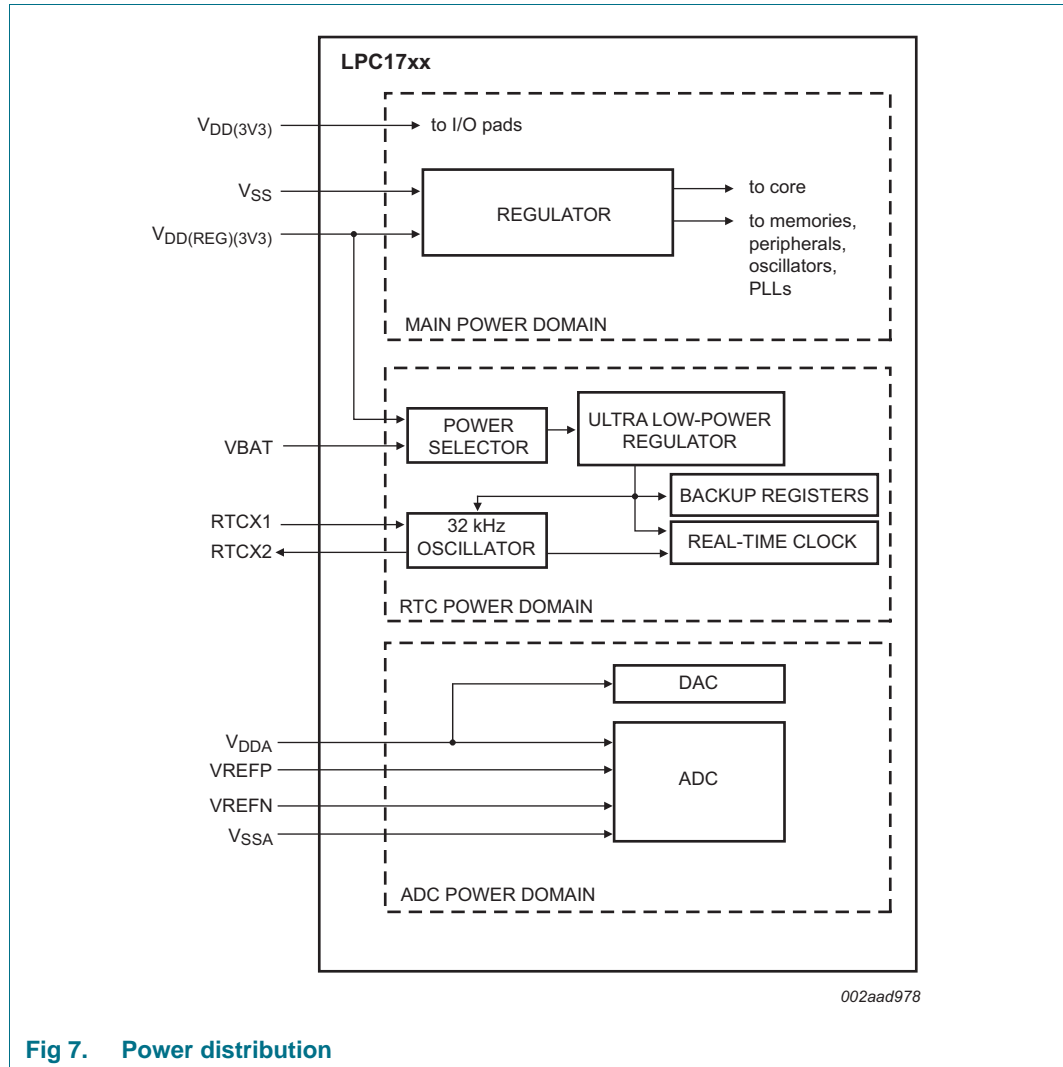 LPC17xx
VDD(3V3)
to I/O pads
VSS
REGULATOR
to core
VDD(REG)(3V3)
to memories,
peripherals,
oscillators,
PLLs
MAIN POWER DOMAIN
POWER
SELECTOR
ULTRA LOW-POWER
REGULATOR
VBAT
BACKUP REGISTERS
RTCX1
32 kHz
OSCILLATOR
REAL-TIME CLOCK
RTCX2
RTC POWER DOMAIN
DAC
VDDA
ADC
VREFP
VREFN
VSSA
ADC POWER DOMAIN
002aad978
Fig 7. Power distribution